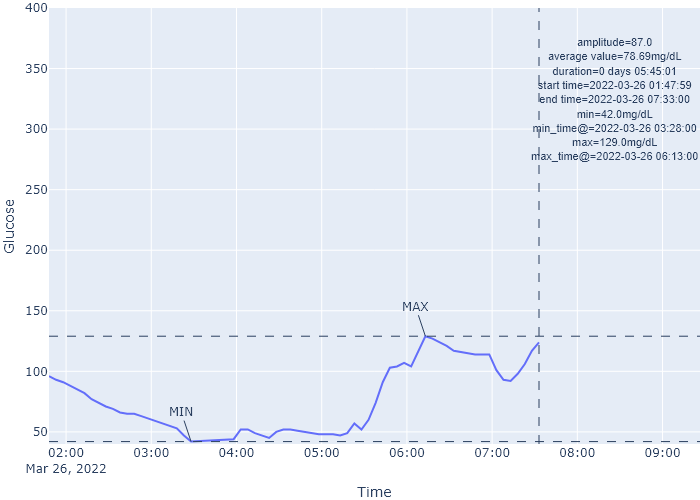 400
350
300
250
200
150
100
50
Glucose
amplitude=87.0
average value=78.69mg/dL
duration=0 days 05:45:01
start time=2022-03-26 01:47:59
end time=2022-03-26 07:33:00
min=42.0mg/dL
min_time@=2022-03-26 03:28:00
max=129.0mg/dL
max_time@=2022-03-26 06:13:00
MAX
MIN
02:00 03:00 04:00 05:00 06:00 07:00 08:00 09:00
Mar 26, 2022
Time